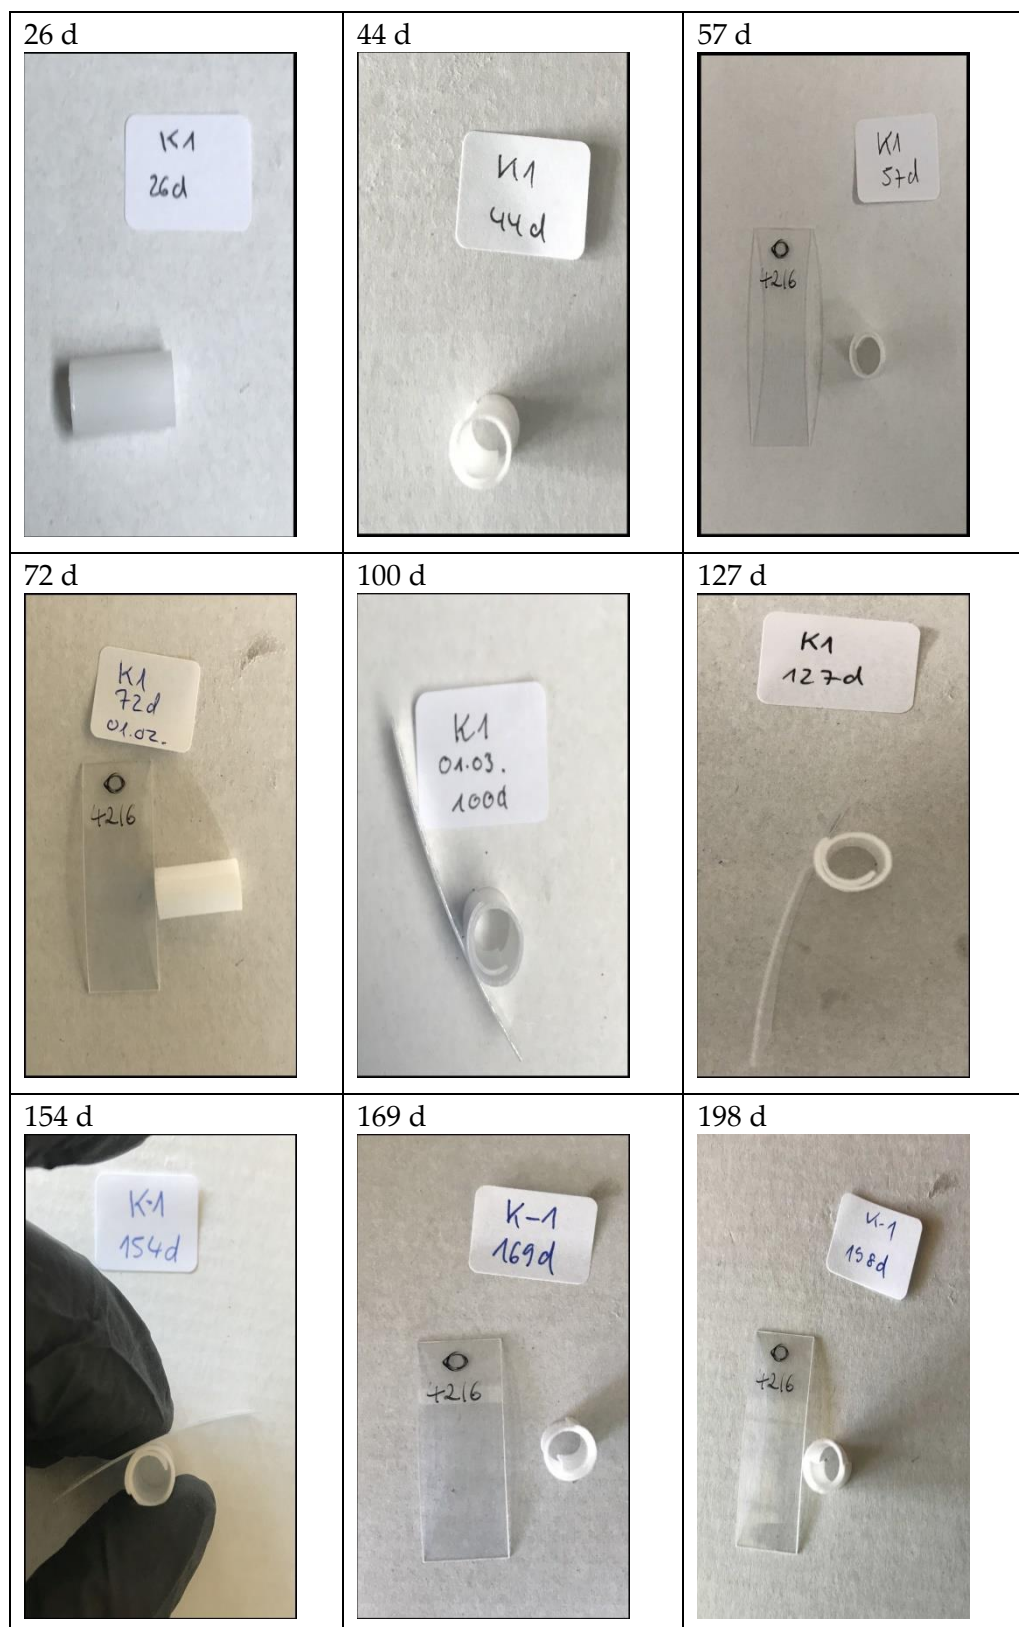 26 d
K1
26d
44 d
K1
44d
57 d
K1
57d
4216
72 d
K1
72d
01.02.
4216
100 d
K1
01.03.
100d
127 d
K1
127d
154 d
K-1
154d
169 d
K-1
169d
4216
198 d
K-1
198d
4216